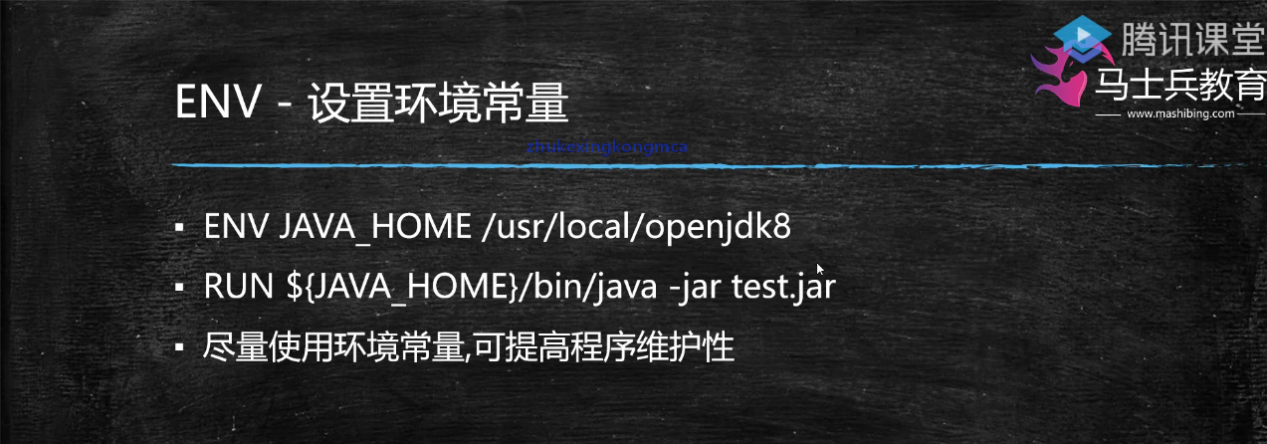 腾讯课堂
马士兵教育
www.mashibing.com
ENV - 设置环境常量
zhukexingkongmca
▪ ENV JAVA_HOME /usr/local/openjdk8
▪ RUN ${JAVA_HOME}/bin/java -jar test.jar
▪ 尽量使用环境常量,可提高程序维护性